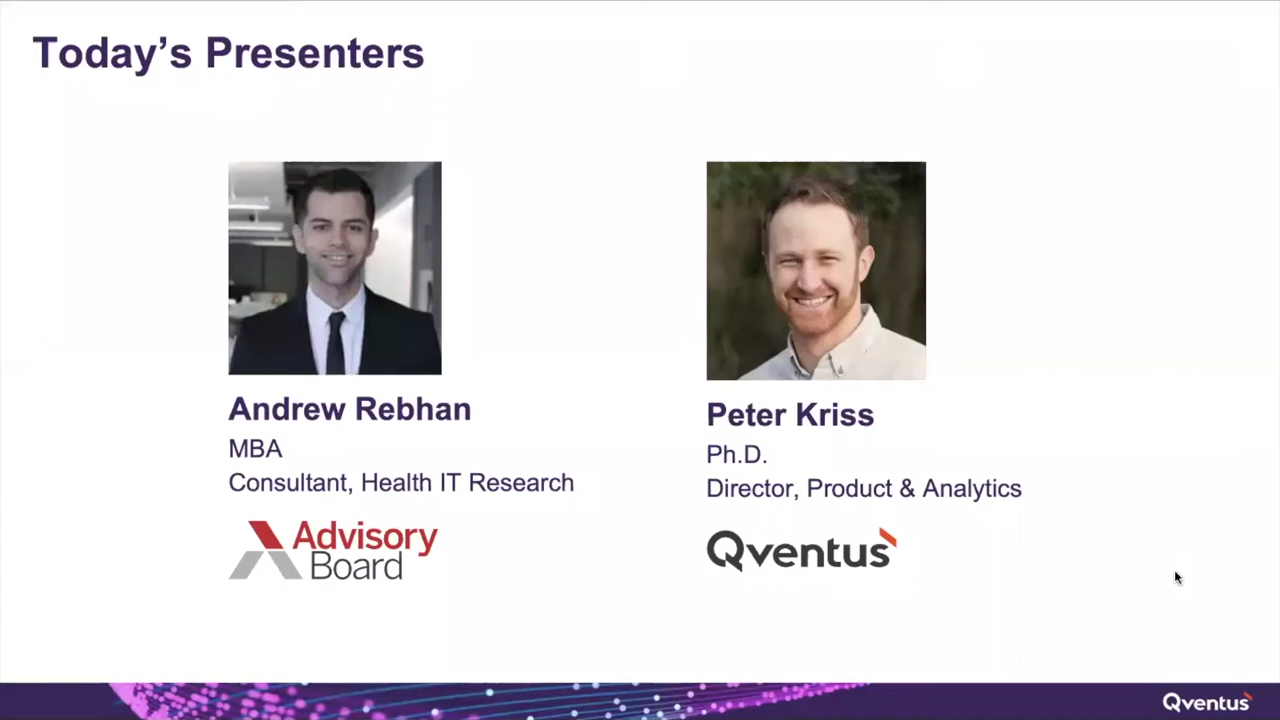 Today’s Presenters
Andrew Rebhan
MBA
Consultant, Health IT Research
Advisory
Board
Peter Kriss
Ph.D.
Director, Product & Analytics
Qventus
Qventus